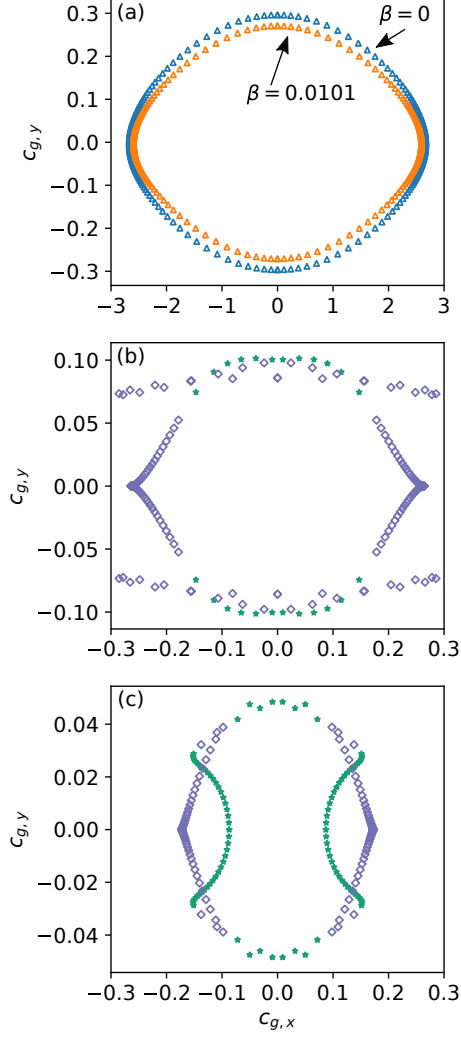 (a)
β = 0
β = 0.0101
0.3
0.2
0.1
0.0
−0.1
−0.2
−0.3
c_{g, y}
−3 −2 −1 0 1 2 3
(b)
0.10
0.05
0.00
−0.05
−0.10
c_{g, y}
−0.3 −0.2 −0.1 0.0 0.1 0.2 0.3
(c)
0.04
0.02
0.00
−0.02
−0.04
c_{g, y}
−0.3 −0.2 −0.1 0.0 0.1 0.2 0.3
c_{g, x}